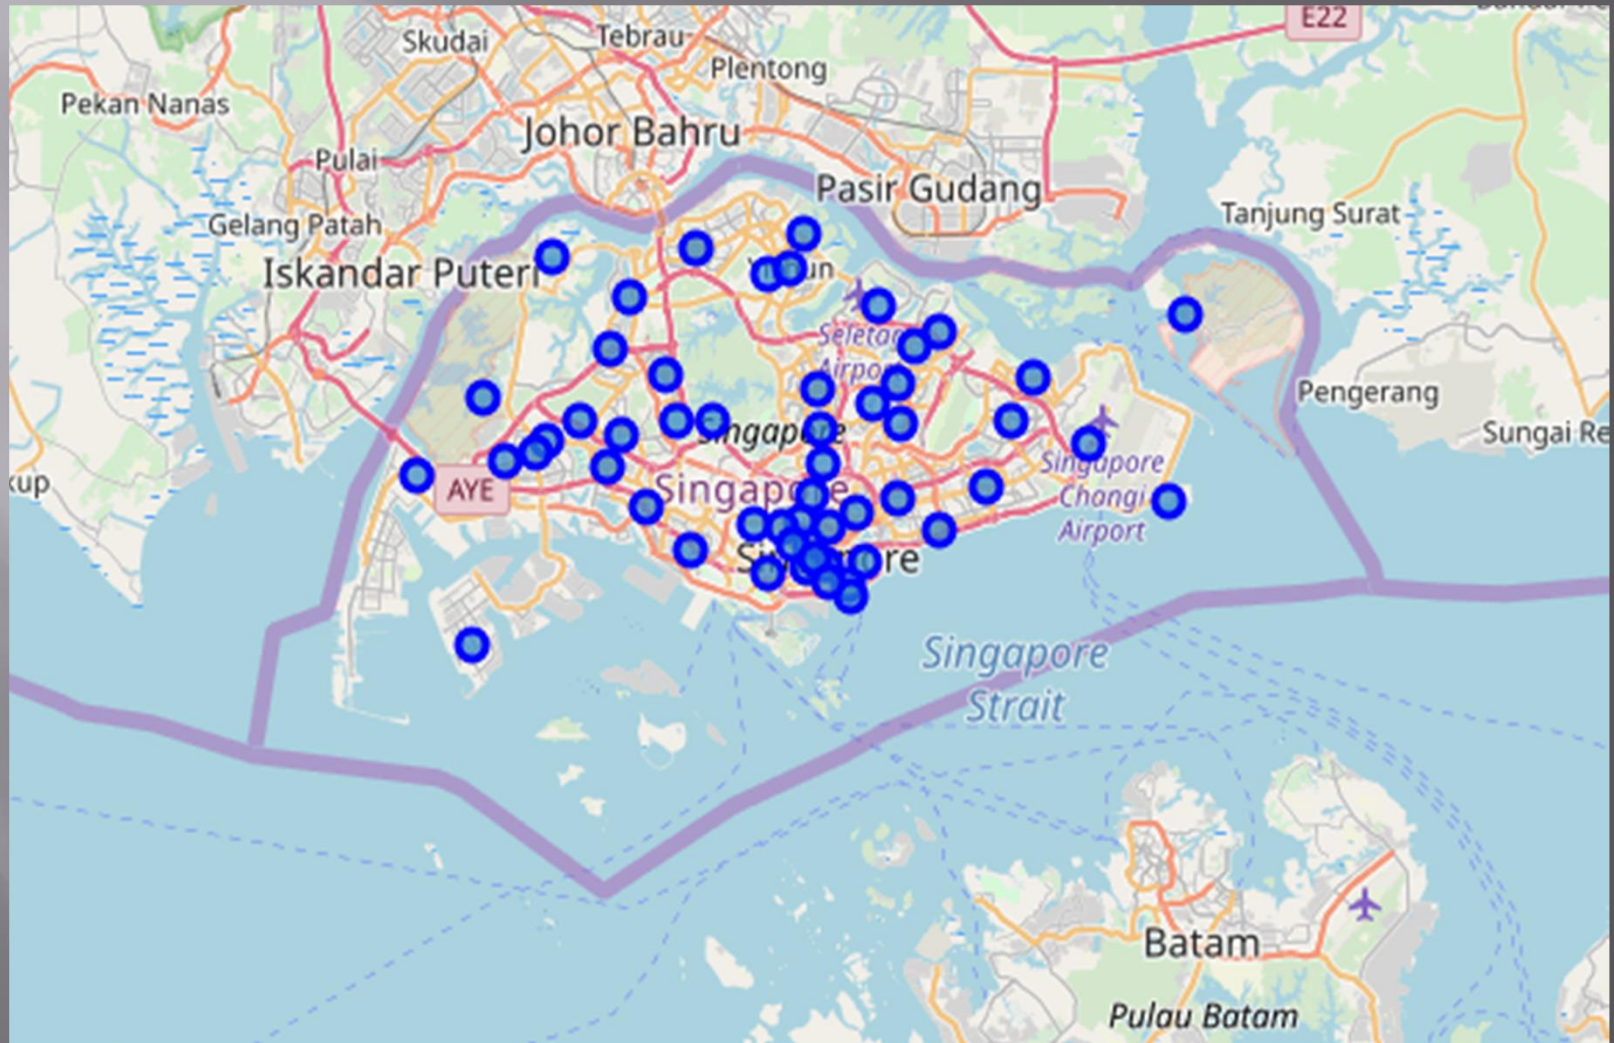 E22
Skudai
Tebrau
Plentong
Pekan Nanas
Johor Bahru
Pulai
Pasir Gudang
Gelang Patah
Tanjung Surat
Iskandar Puteri
Seletar
Airport
Pengerang
Singapore
Sungai Re
Singapore
Changi
Airport
kup
AYE
Singapore
Singapore
Singapore
Strait
Batam
Pulau Batam